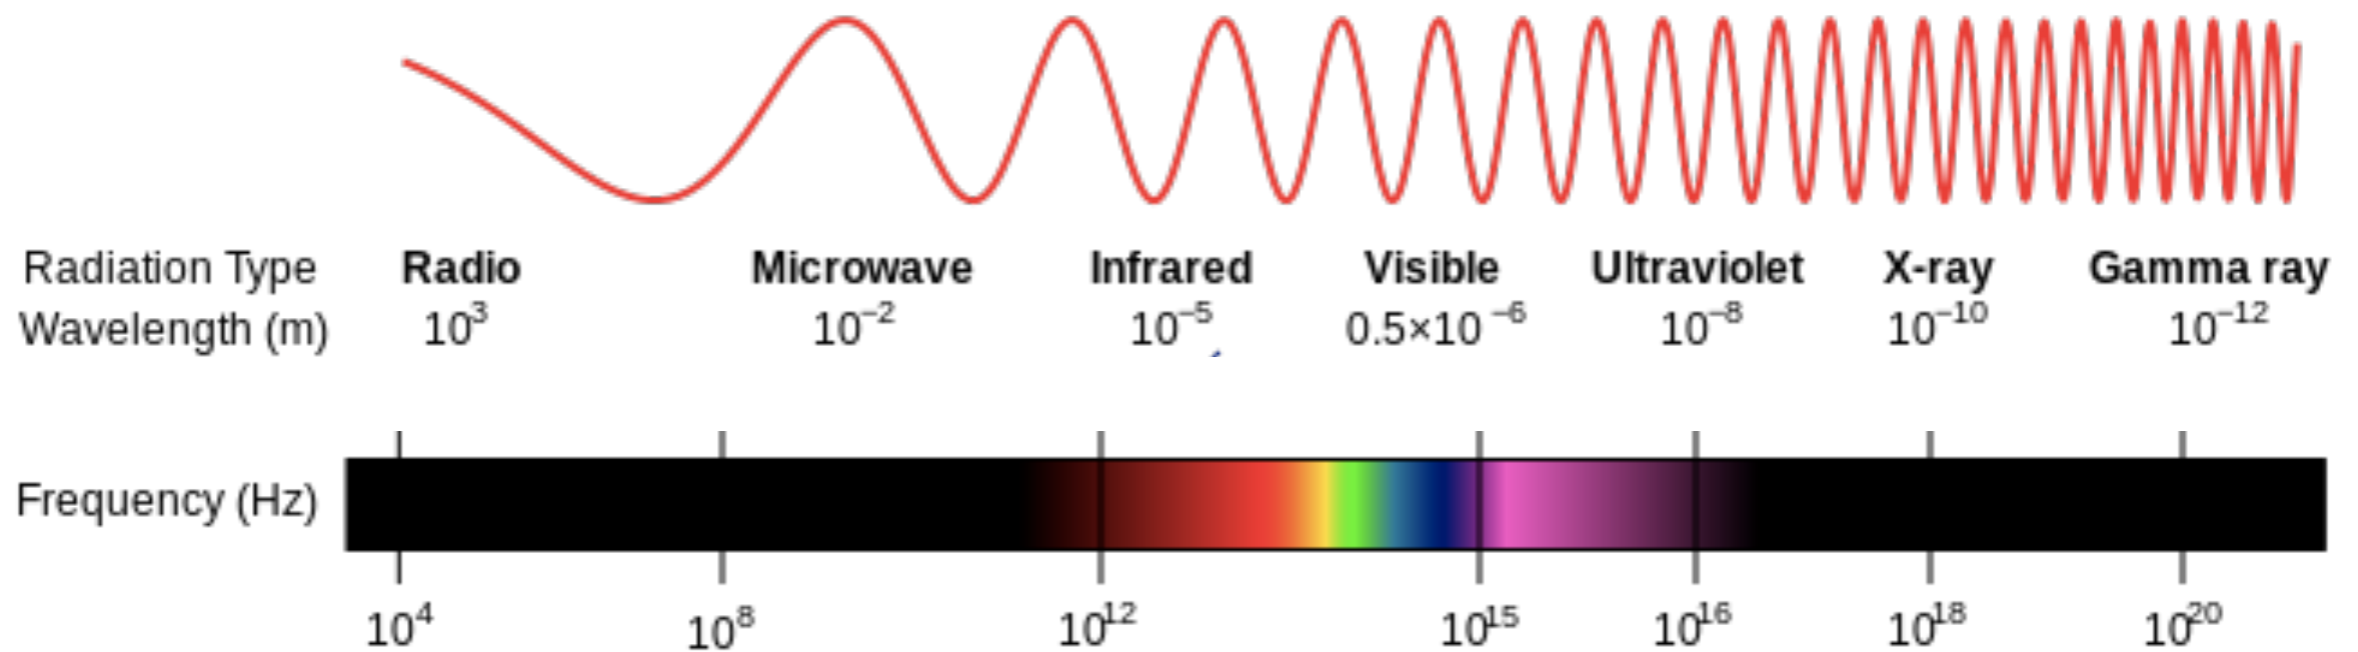 Radiation Type Radio Microwave Infrared Visible Ultraviolet X-ray Gamma ray
Wavelength (m) 10³ 10⁻² 10⁻⁵ 0.5×10⁻⁶ 10⁻⁸ 10⁻¹⁰ 10⁻¹²
Frequency (Hz)
10⁴ 10⁸ 10¹² 10¹⁵ 10¹⁶ 10¹⁸ 10²⁰